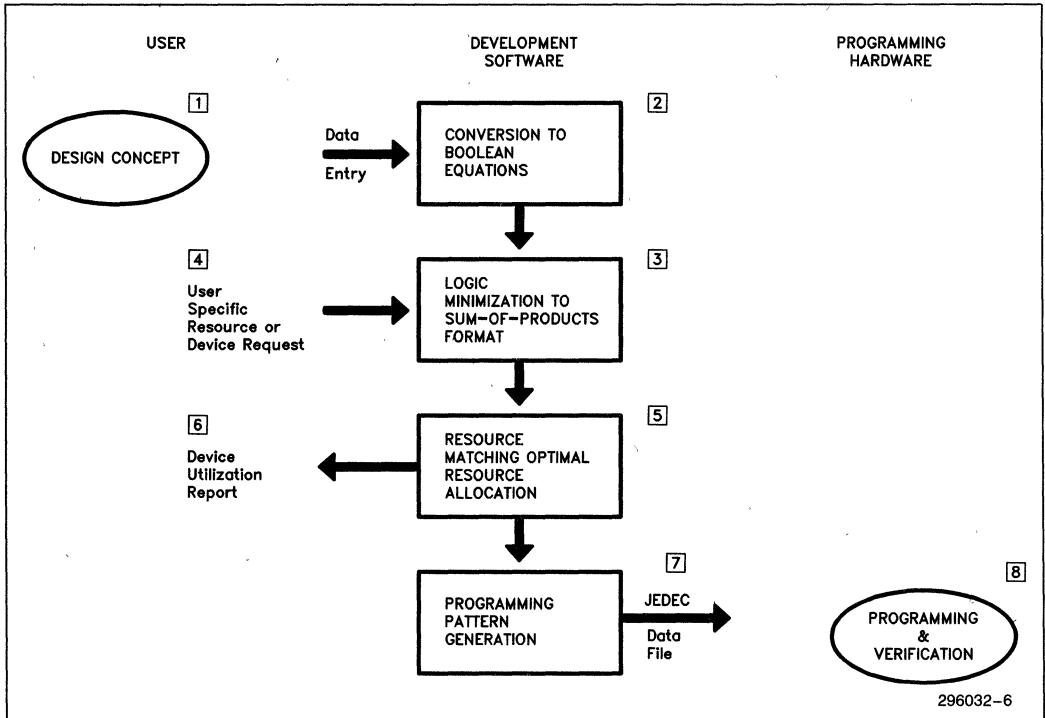 USER
DEVELOPMENT
SOFTWARE
PROGRAMMING
HARDWARE
1
DESIGN CONCEPT
Data
Entry
2
CONVERSION TO
BOOLEAN
EQUATIONS
4
User
Specific
Resource or
Device Request
3
LOGIC
MINIMIZATION TO
SUM-OF-PRODUCTS
FORMAT
6
Device
Utilization
Report
5
RESOURCE
MATCHING OPTIMAL
RESOURCE
ALLOCATION
PROGRAMMING
PATTERN
GENERATION
7
JEDEC
Data
File
8
PROGRAMMING
&
VERIFICATION
296032-6